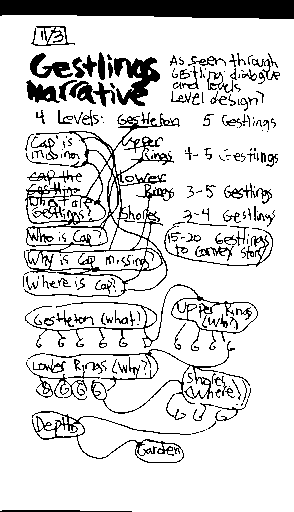 11/3
Gestlings
Narrative
As seen through
Gestling dialogue
and levels
Level design?
4 Levels: Gestleton 5 Gestlings
Upper
Rings 4-5 Gestlings
Lower
Rings 3-5 Gestlings
Sholes 3-4 Gestlings
15-20 Gestlings
to convey story
Cap is
missing
Cap the
Gestling
What are
Gestlings?
Who is Cap?
Why is Cap missing
Where is Cap?
Gestleton (what?)
G G G G G G
Upper Rings
(Who?)
G G G G
Lower Rings (Why?)
G G G G
Sholes
(Where?)
G G G
Depths
Garden